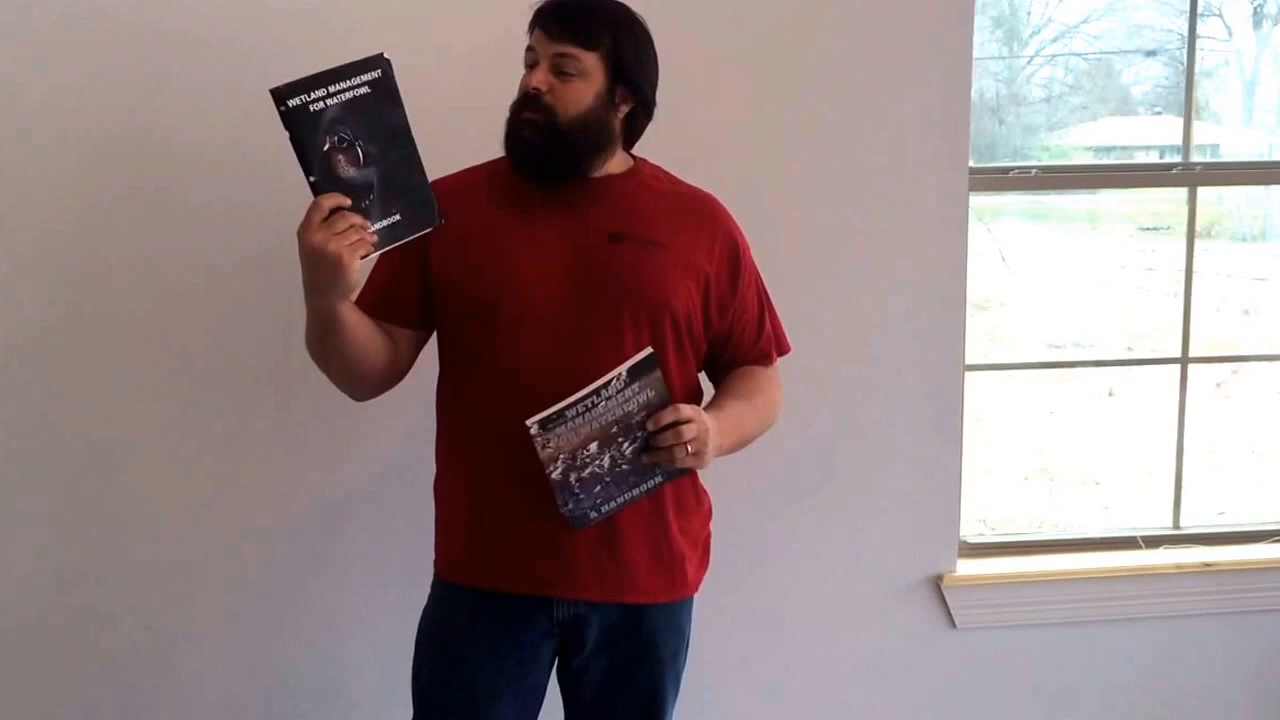 WETLAND MANAGEMENT
FOR WATERFOWL
HANDBOOK
WETLAND
MANAGEMENT
FOR WATERFOWL
A HANDBOOK